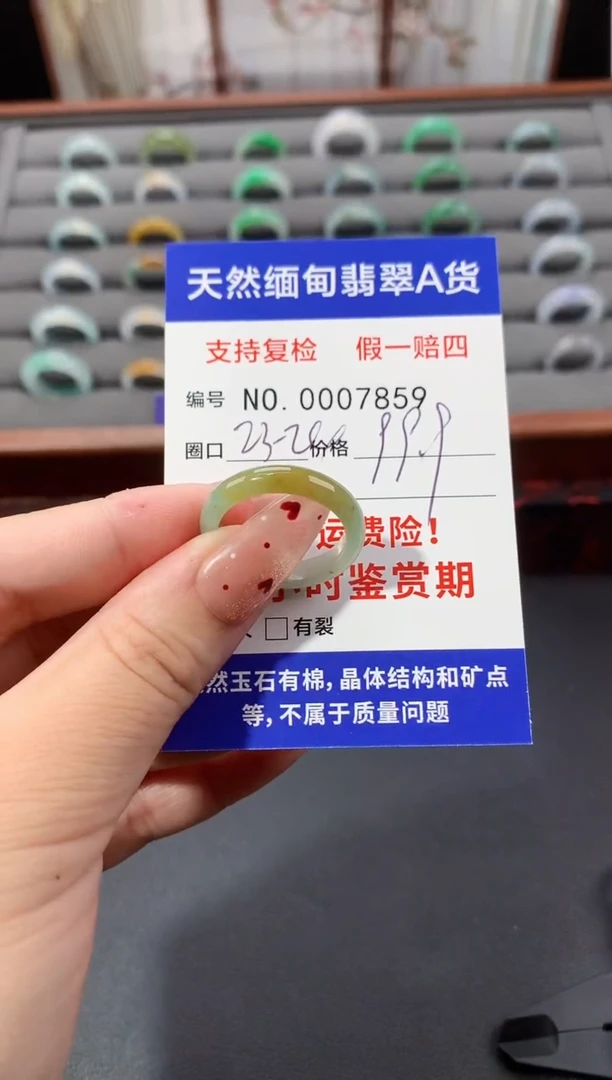 天然缅甸翡翠A货
支持复检 假一赔四
编号 NO. 0007859
圈口 价格 999
运费险！
时鉴赏期
有裂
然玉石有棉，晶体结构和矿点
等，不属于质量问题